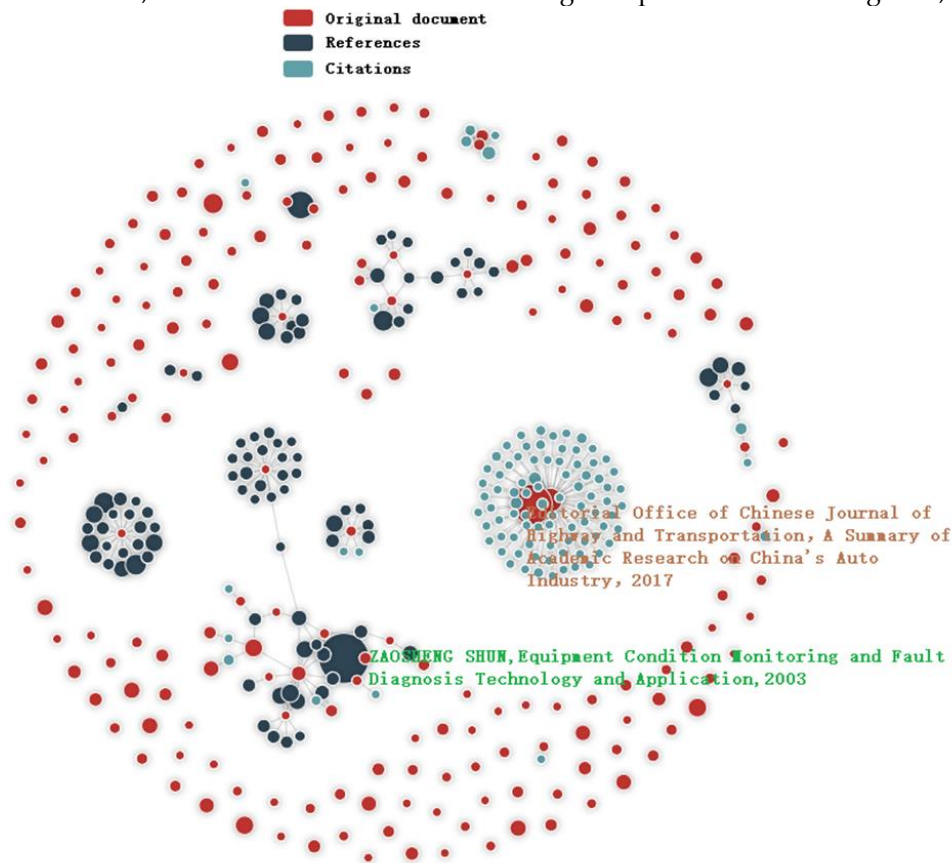 Original document
References
Citations
Editorial Office of Chinese Journal of
Highway and Transportation, A Summary of
Academic Research on China's Auto
Industry, 2017
ZAOSHENG SHUN,Equipment Condition Monitoring and Fault
Diagnosis Technology and Application,2003